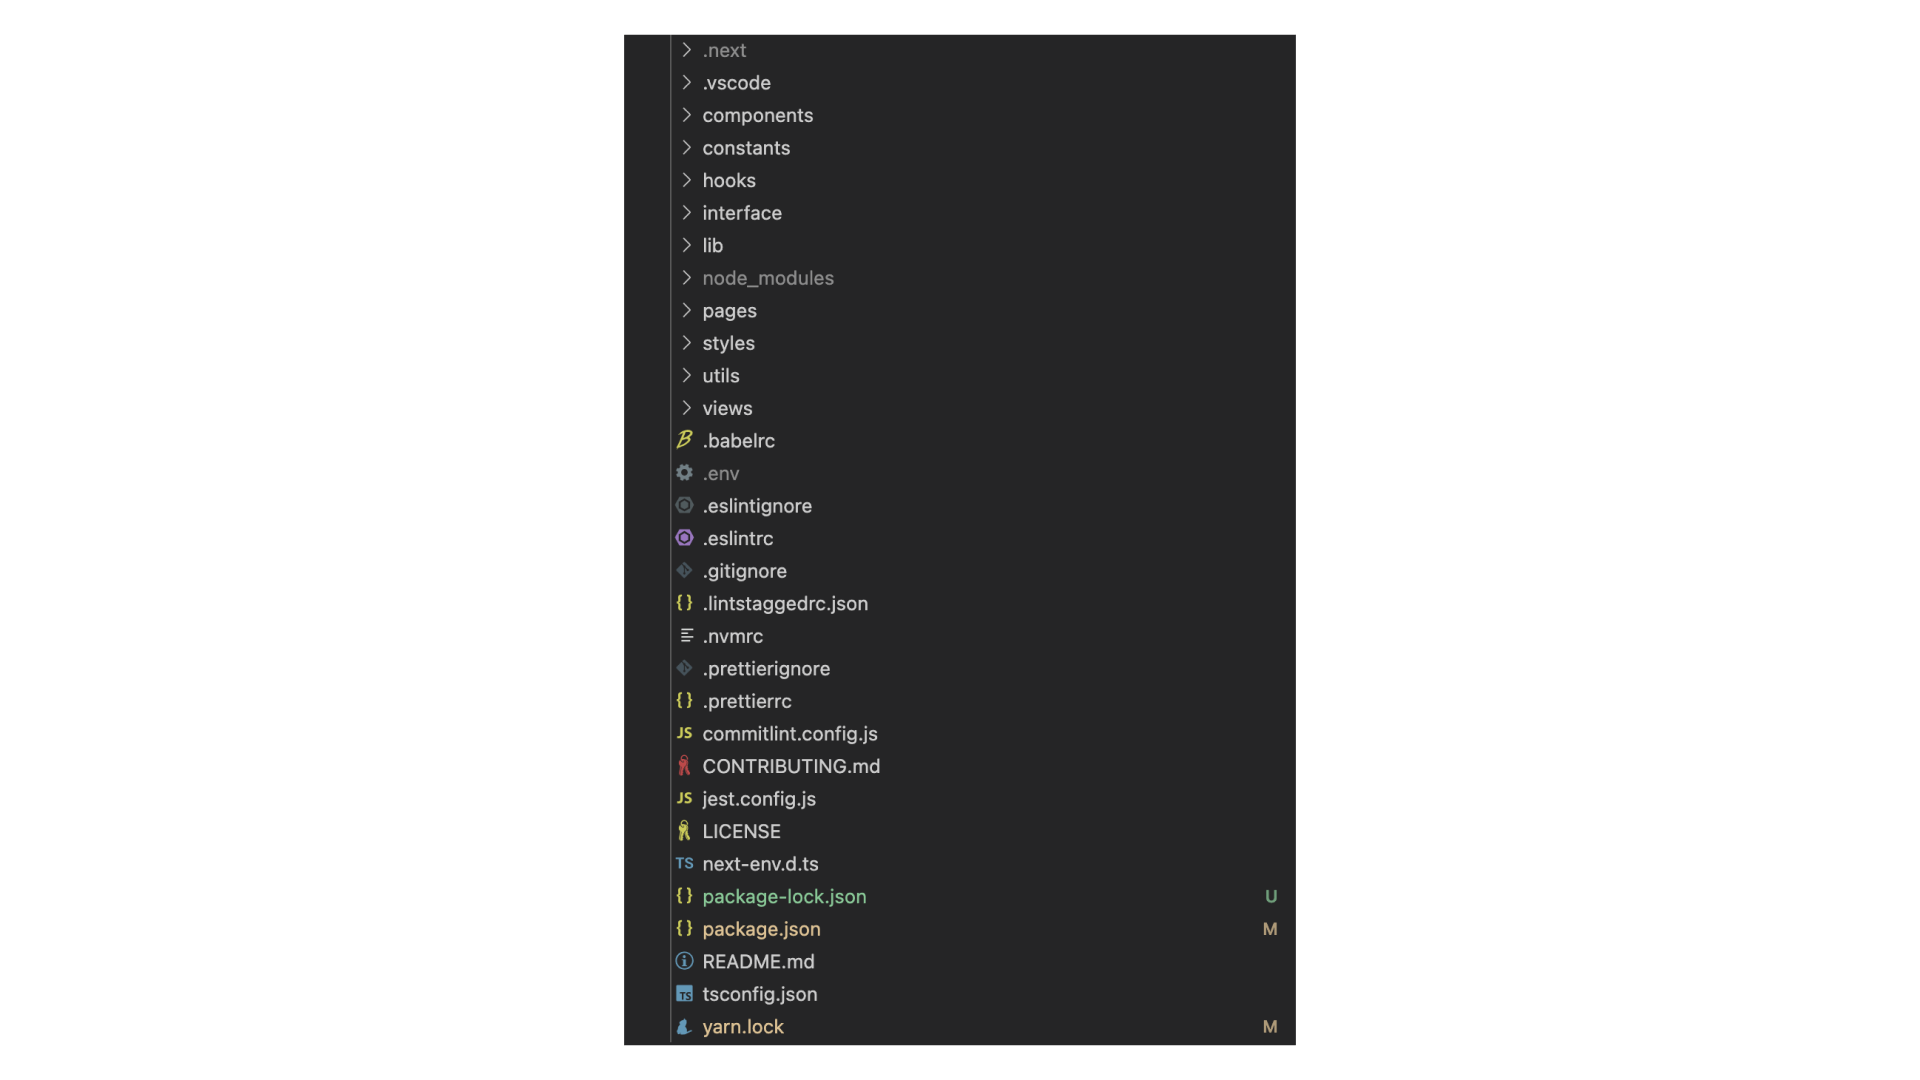 .next
.vscode
components
constants
hooks
interface
lib
node_modules
pages
styles
utils
views
.babelrc
.env
.eslintignore
.eslintrc
.gitignore
{} .lintstaggedrc.json
.nvmrc
.prettierignore
{} .prettierrc
JS commitlint.config.js
CONTRIBUTING.md
JS jest.config.js
LICENSE
TS next-env.d.ts
{} package-lock.json U
{} package.json M
README.md
TS tsconfig.json
yarn.lock M